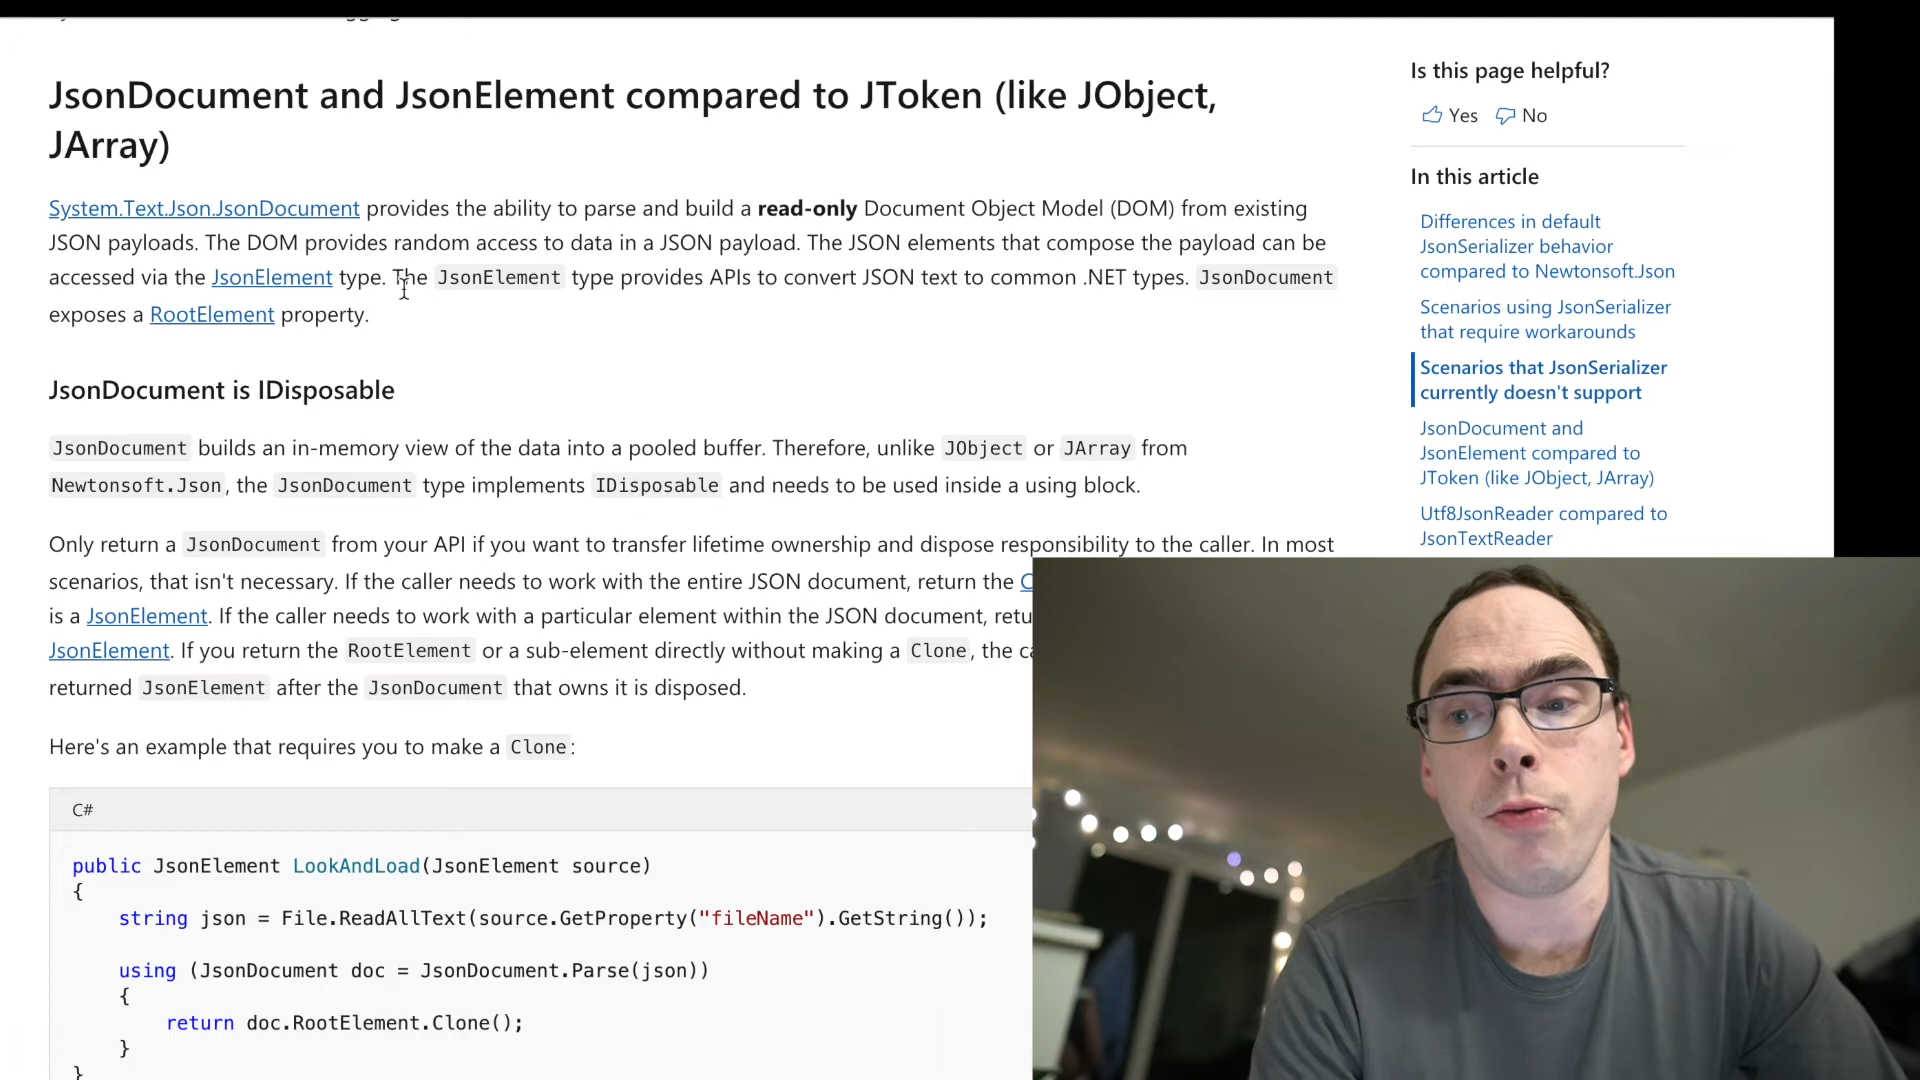 JsonDocument and JsonElement compared to JToken (like JObject,
JArray)
System.Text.Json.JsonDocument provides the ability to parse and build a read-only Document Object Model (DOM) from existing
JSON payloads. The DOM provides random access to data in a JSON payload. The JSON elements that compose the payload can be
accessed via the JsonElement type. The JsonElement type provides APIs to convert JSON text to common .NET types. JsonDocument
exposes a RootElement property.
JsonDocument is IDisposable
JsonDocument builds an in-memory view of the data into a pooled buffer. Therefore, unlike JObject or JArray from
Newtonsoft.Json, the JsonDocument type implements IDisposable and needs to be used inside a using block.
Only return a JsonDocument from your API if you want to transfer lifetime ownership and dispose responsibility to the caller. In most
scenarios, that isn't necessary. If the caller needs to work with the entire JSON document, return the
is a JsonElement. If the caller needs to work with a particular element within the JSON document,
JsonElement. If you return the RootElement or a sub-element directly without making a Clone, the
returned JsonElement after the JsonDocument that owns it is disposed.
Here's an example that requires you to make a Clone:
C#
public JsonElement LookAndLoad(JsonElement source)
{
string json = File.ReadAllText(source.GetProperty("fileName").GetString());
using (JsonDocument doc = JsonDocument.Parse(json))
{
return doc.RootElement.Clone();
}
}
Is this page helpful?
Yes No
In this article
Differences in default
JsonSerializer behavior
compared to Newtonsoft.Json
Scenarios using JsonSerializer
that require workarounds
Scenarios that JsonSerializer
currently doesn't support
JsonDocument and
JsonElement compared to
JToken (like JObject, JArray)
Utf8JsonReader compared to
JsonTextReader